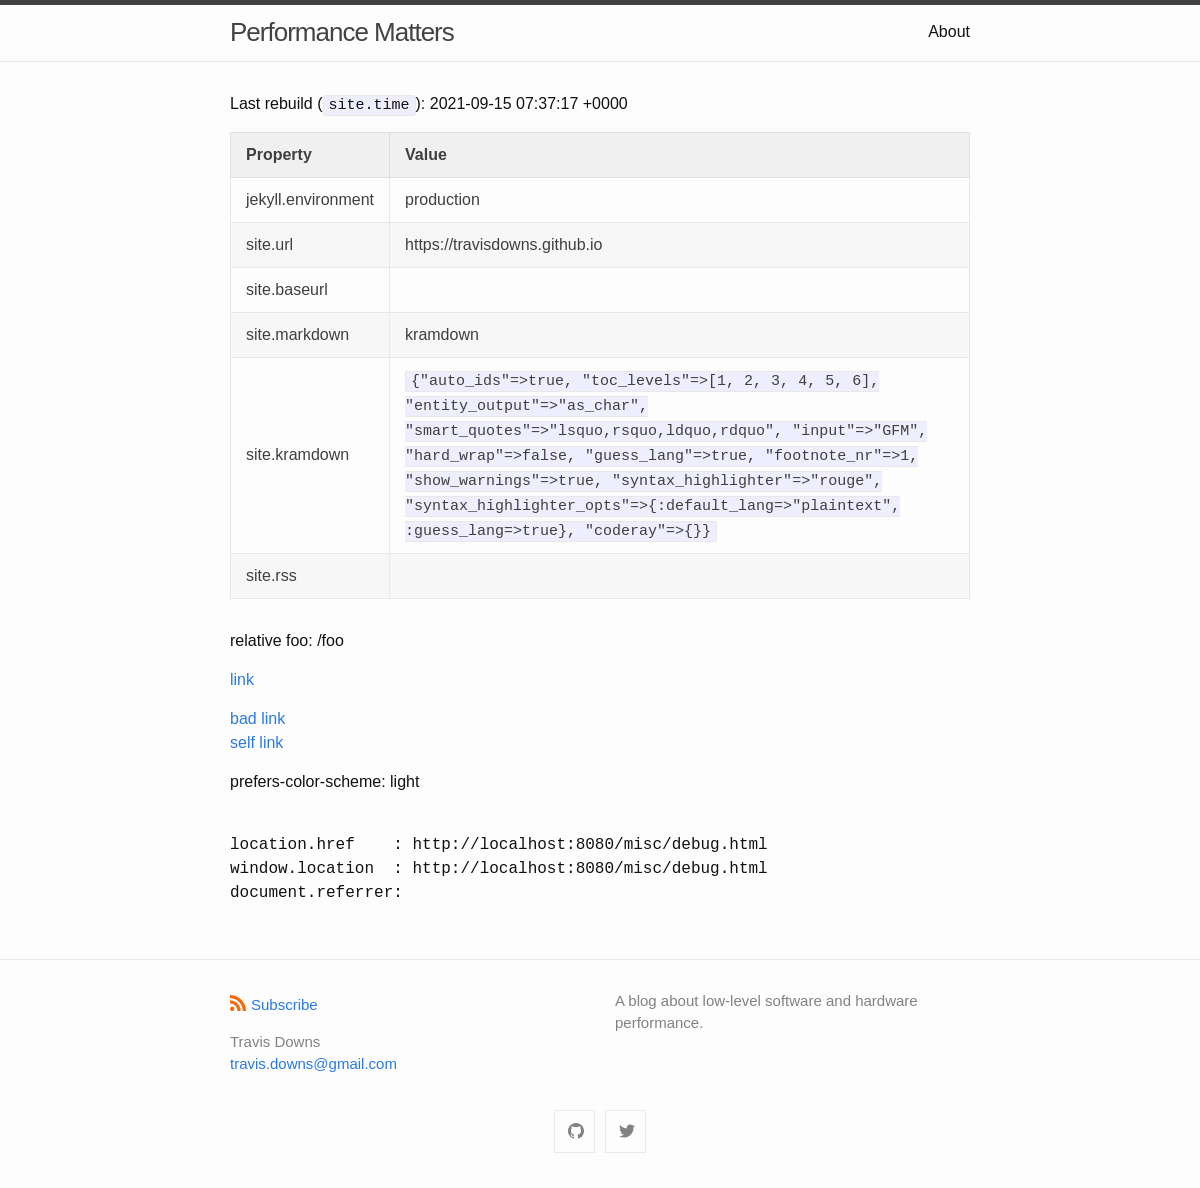 Performance Matters
About
Last rebuild (site.time): 2021-09-15 07:37:17 +0000
Property Value
jekyll.environment production
site.url https://travisdowns.github.io
site.baseurl
site.markdown kramdown
site.kramdown
{"auto_ids"=>true, "toc_levels"=>[1, 2, 3, 4, 5, 6],
"entity_output"=>"as_char",
"smart_quotes"=>"lsquo,rsquo,ldquo,rdquo", "input"=>"GFM",
"hard_wrap"=>false, "guess_lang"=>true, "footnote_nr"=>1,
"show_warnings"=>true, "syntax_highlighter"=>"rouge",
"syntax_highlighter_opts"=>{:default_lang=>"plaintext",
:guess_lang=>true}, "coderay"=>{}}
site.rss
relative foo: /foo
link
bad link
self link
prefers-color-scheme: light
location.href    : http://localhost:8080/misc/debug.html
window.location  : http://localhost:8080/misc/debug.html
document.referrer:
Subscribe
Travis Downs
travis.downs@gmail.com
A blog about low-level software and hardware
performance.